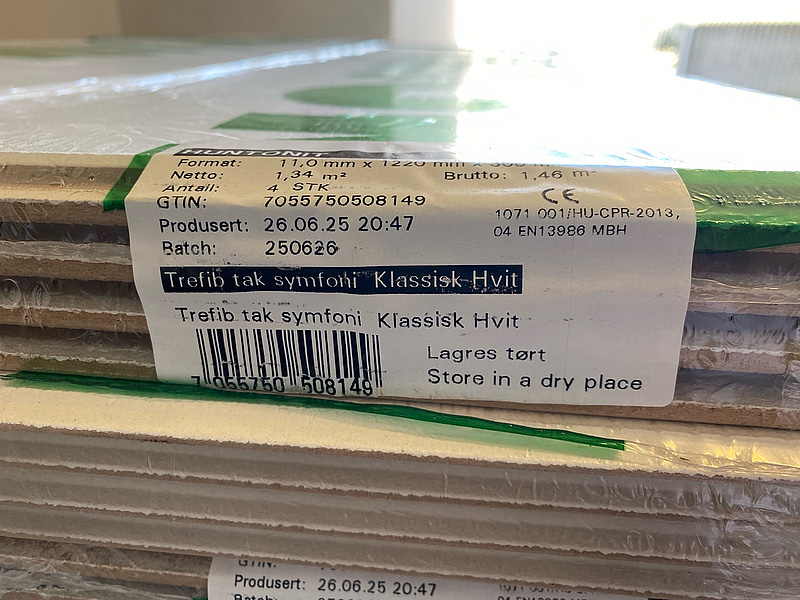 HUNTONIT
Format: 11,0 mm x 1220 mm x
Netto: 1,34 m² Brutto: 1,46 m²
Antall: 4 STK
GTIN: 7055750508149
Produsert: 26.06.25 20:47
Batch: 250626
1071 001/HU-CPR-2013,
04 EN13986 MBH
Trefib tak symfoni Klassisk Hvit
Trefib tak symfoni Klassisk Hvit
7 055750 508149
Lagres tørt
Store in a dry place
GTIN:
Produsert: 26.06.25 20:47
Batch: